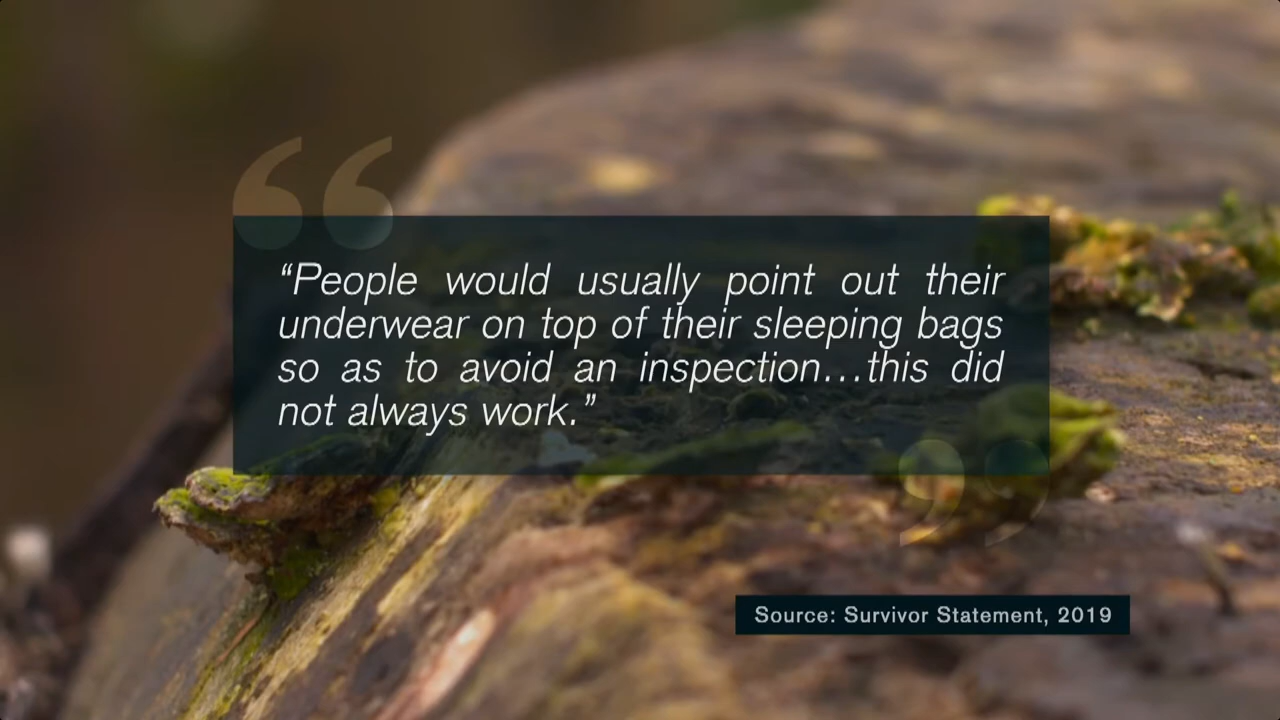 “People would usually point out their
underwear on top of their sleeping bags
so as to avoid an inspection…this did
not always work.”
Source: Survivor Statement, 2019